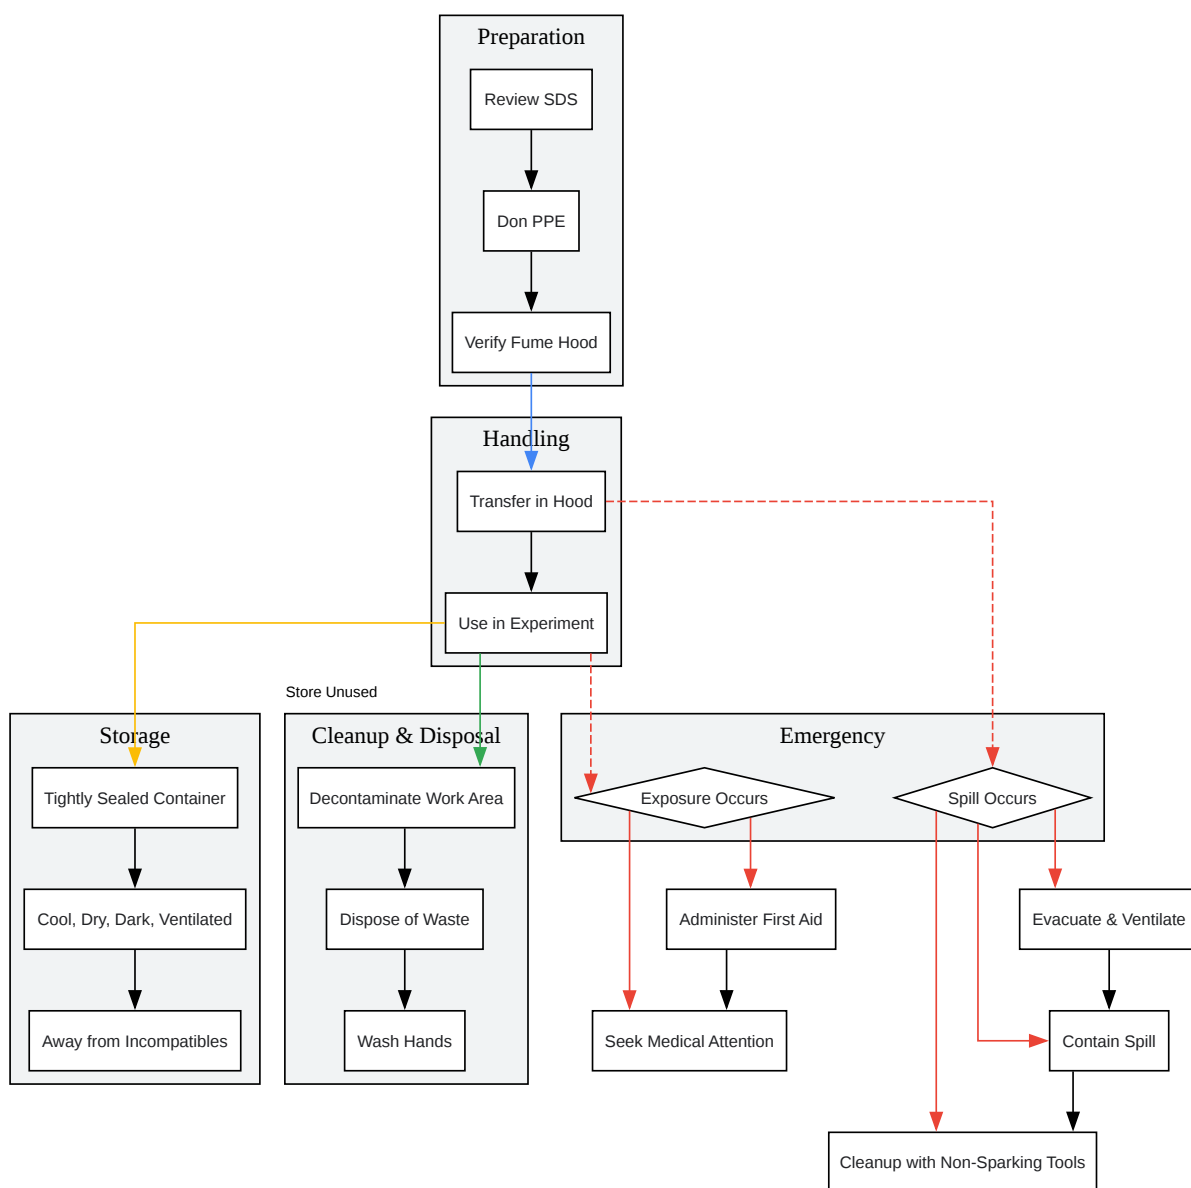 Preparation
Review SDS
Don PPE
Verify Fume Hood
Handling
Transfer in Hood
Use in Experiment
Store Unused
Storage
Tightly Sealed Container
Cool, Dry, Dark, Ventilated
Away from Incompatibles
Cleanup & Disposal
Decontaminate Work Area
Dispose of Waste
Wash Hands
Emergency
Exposure Occurs
Spill Occurs
Administer First Aid
Evacuate & Ventilate
Seek Medical Attention
Contain Spill
Cleanup with Non-Sparking Tools